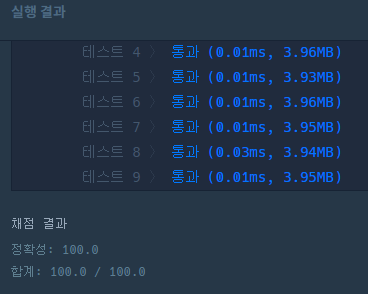 실행 결과
테스트 4 〉 통과 (0.01ms, 3.96MB)
테스트 5 〉 통과 (0.01ms, 3.93MB)
테스트 6 〉 통과 (0.01ms, 3.96MB)
테스트 7 〉 통과 (0.01ms, 3.95MB)
테스트 8 〉 통과 (0.03ms, 3.94MB)
테스트 9 〉 통과 (0.01ms, 3.95MB)
채점 결과
정확성: 100.0
합계: 100.0 / 100.0